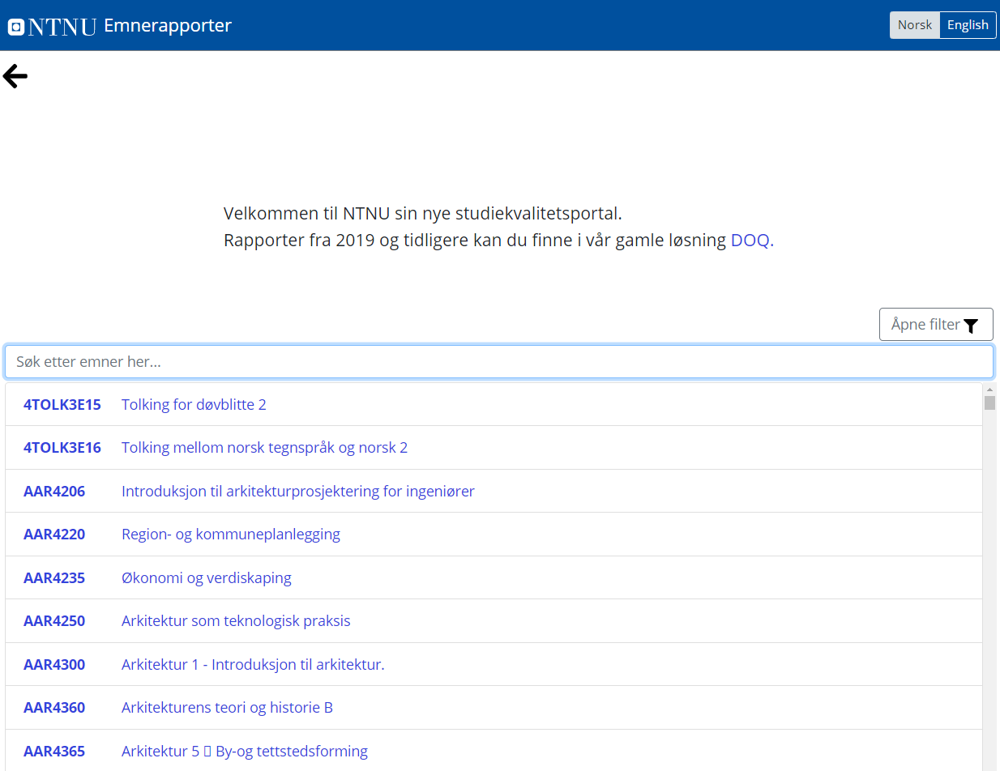 NTNU Emnerapporter
Norsk English
Velkommen til NTNU sin nye studiekvalitetsportal.
Rapporter fra 2019 og tidligere kan du finne i vår gamle løsning DOQ.
Åpne filter
Søk etter emner her...
4TOLK3E15 Tolking for døvblitte 2
4TOLK3E16 Tolking mellom norsk tegnspråk og norsk 2
AAR4206 Introduksjon til arkitekturprosjektering for ingeniører
AAR4220 Region- og kommuneplanlegging
AAR4235 Økonomi og verdiskaping
AAR4250 Arkitektur som teknologisk praksis
AAR4300 Arkitektur 1 - Introduksjon til arkitektur.
AAR4360 Arkitekturens teori og historie B
AAR4365 Arkitektur 5 ▯ By-og tettstedsforming